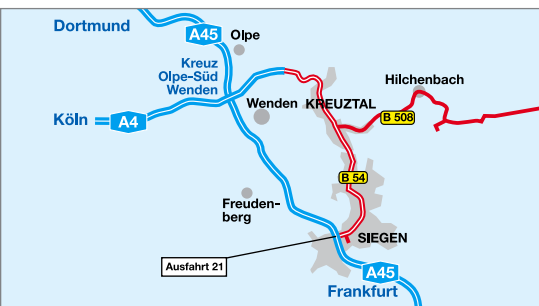 Dortmund
A45
Olpe
Kreuz
Olpe-Süd
Wenden
Hilchenbach
Wenden
KREUZTAL
Köln
A4
B 508
B 54
Freuden-
berg
SIEGEN
Ausfahrt 21
A45
Frankfurt